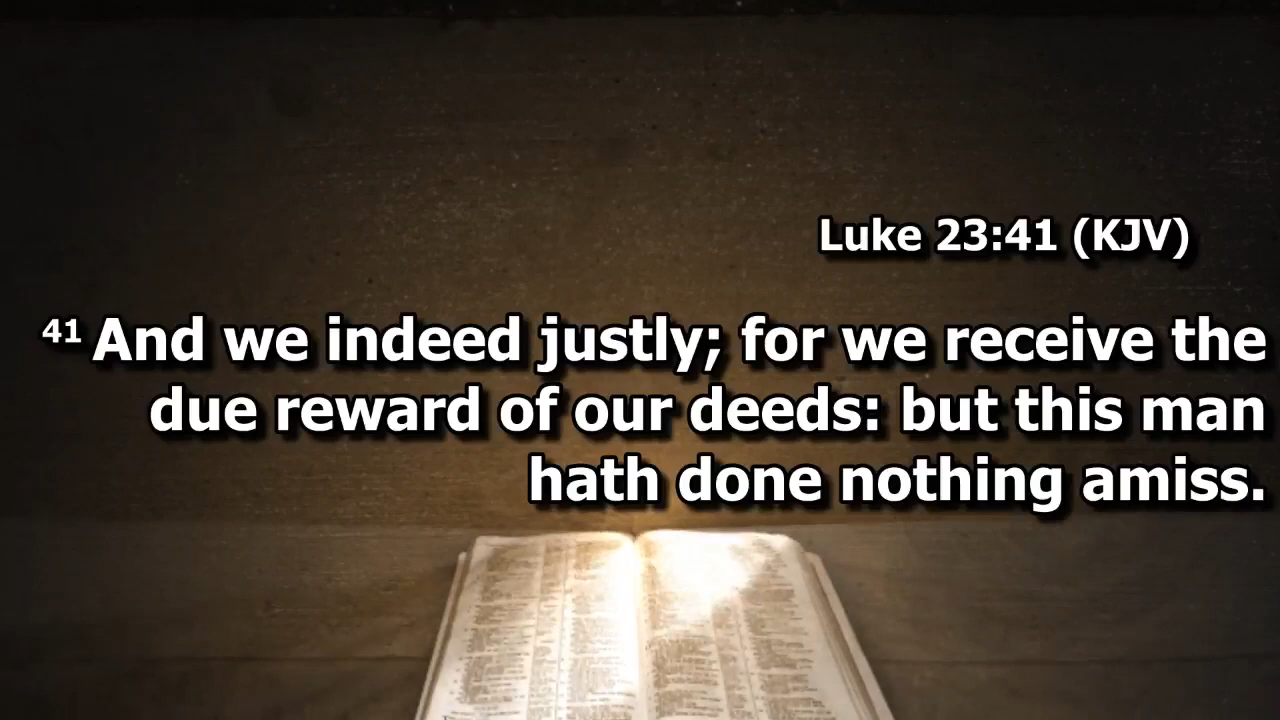 Luke 23:41 (KJV)
41 And we indeed justly; for we receive the
due reward of our deeds: but this man
hath done nothing amiss.